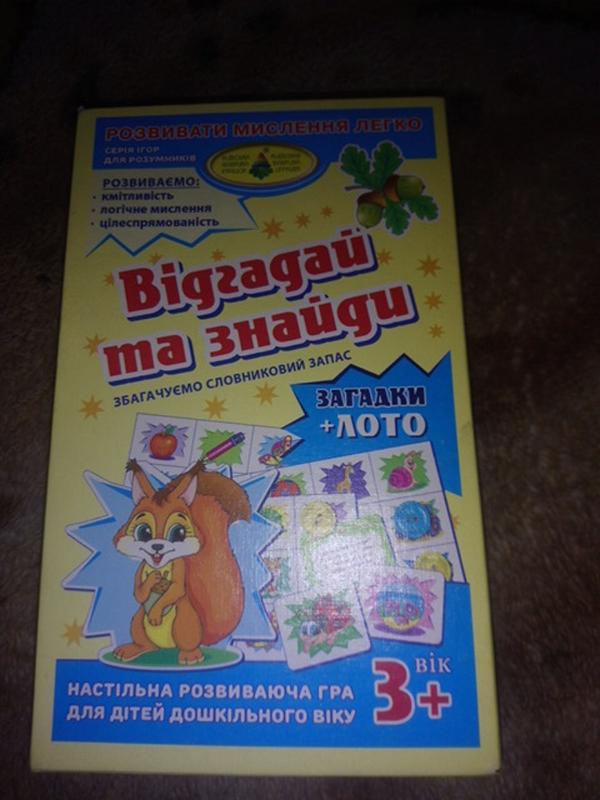 РОЗВИВАТИ МИСЛЕННЯ ЛЕГКО
СЕРІЯ ІГОР
ДЛЯ РОЗУМНИКІВ
РОЗВИВАЄМО:
• кмітливість
• логічне мислення
• цілеспрямованість
Відгадай
та знайди
ЗБАГАЧУЄМО СЛОВНИКОВИЙ ЗАПАС
ЗАГАДКИ
+ЛОТО
НАСТІЛЬНА РОЗВИВАЮЧА ГРА
ДЛЯ ДІТЕЙ ДОШКІЛЬНОГО ВІКУ
вік
3+